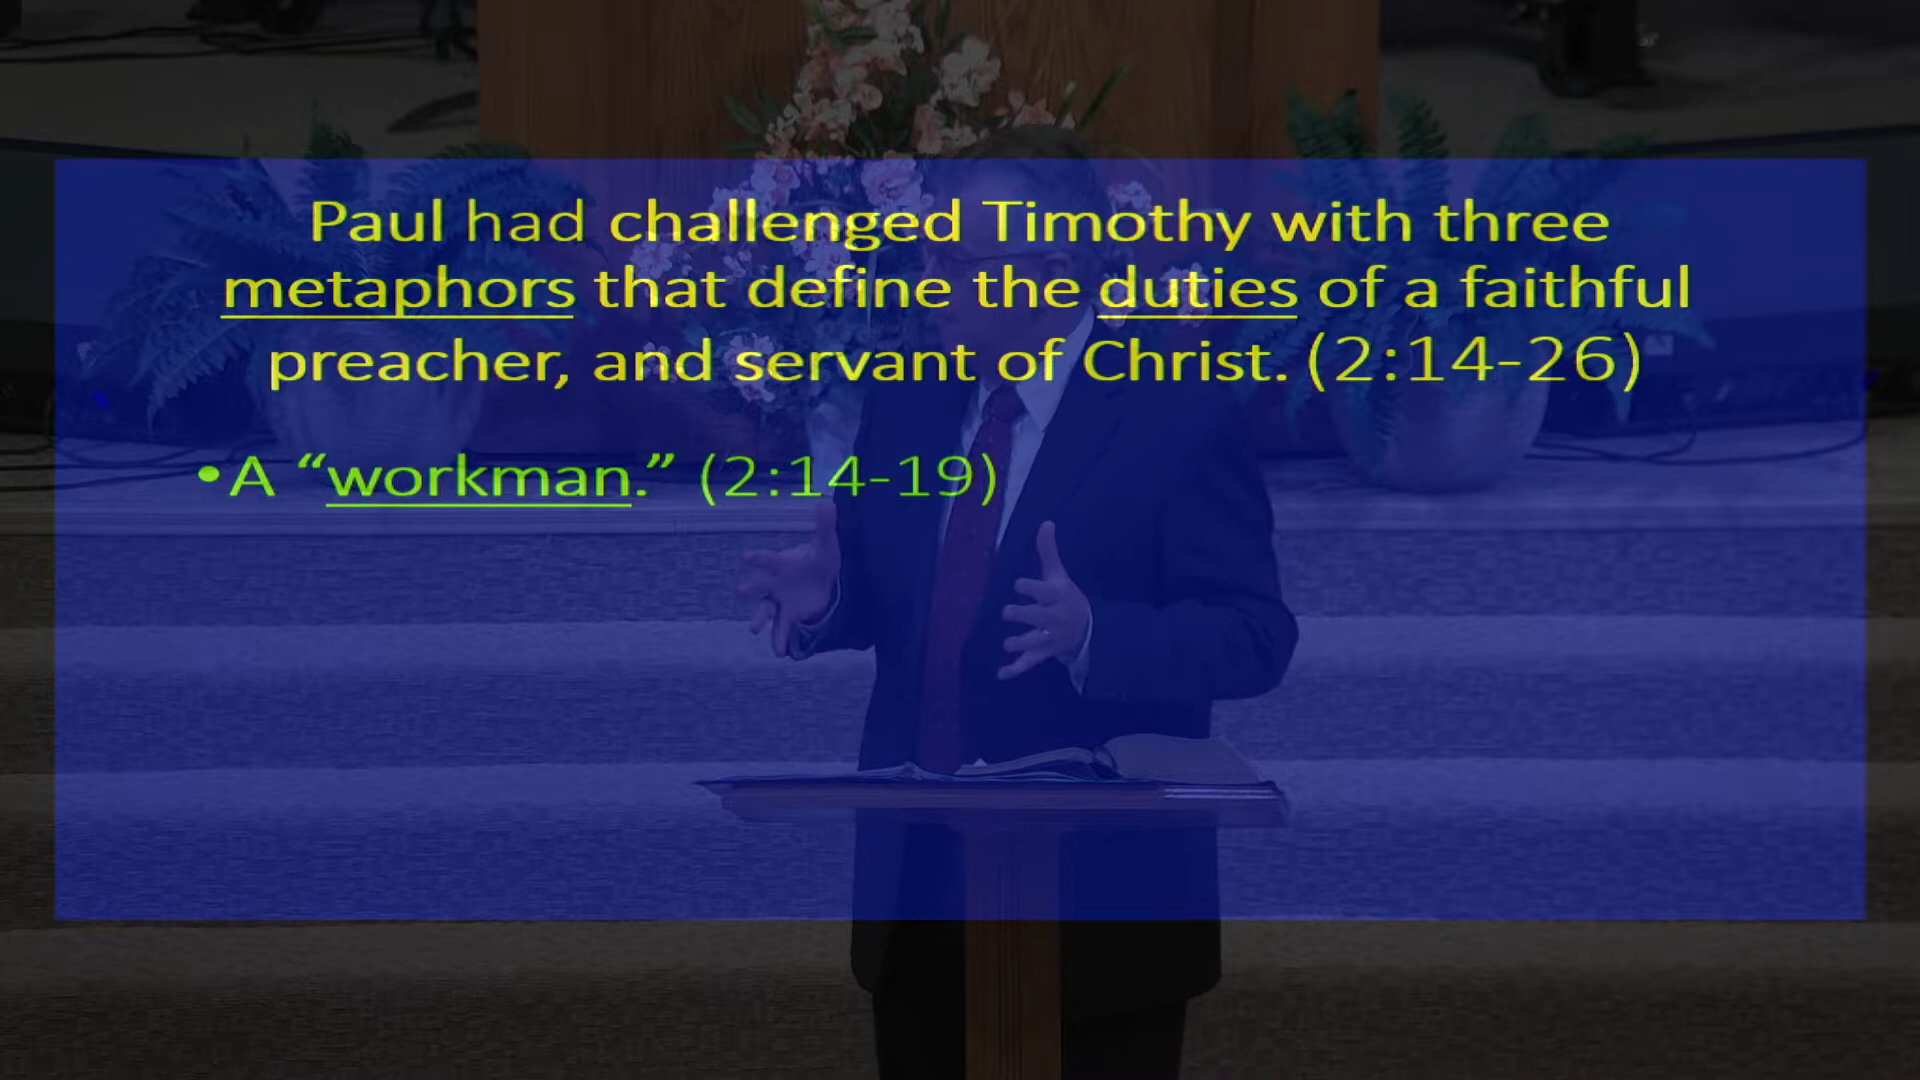 Paul had challenged Timothy with three
metaphors that define the duties of a faithful
preacher, and servant of Christ. (2:14-26)
•A “workman.” (2:14-19)